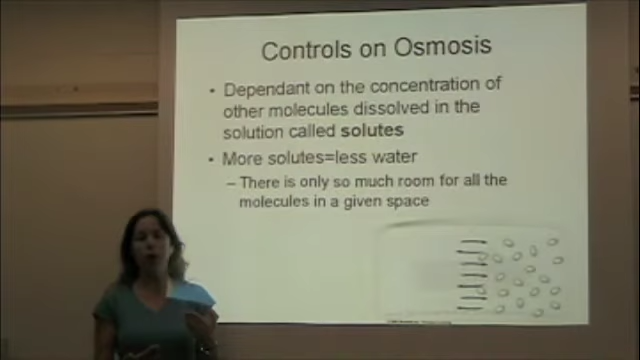 Controls on Osmosis
• Dependant on the concentration of
other molecules dissolved in the
solution called solutes
• More solutes=less water
– There is only so much room for all the
molecules in a given space